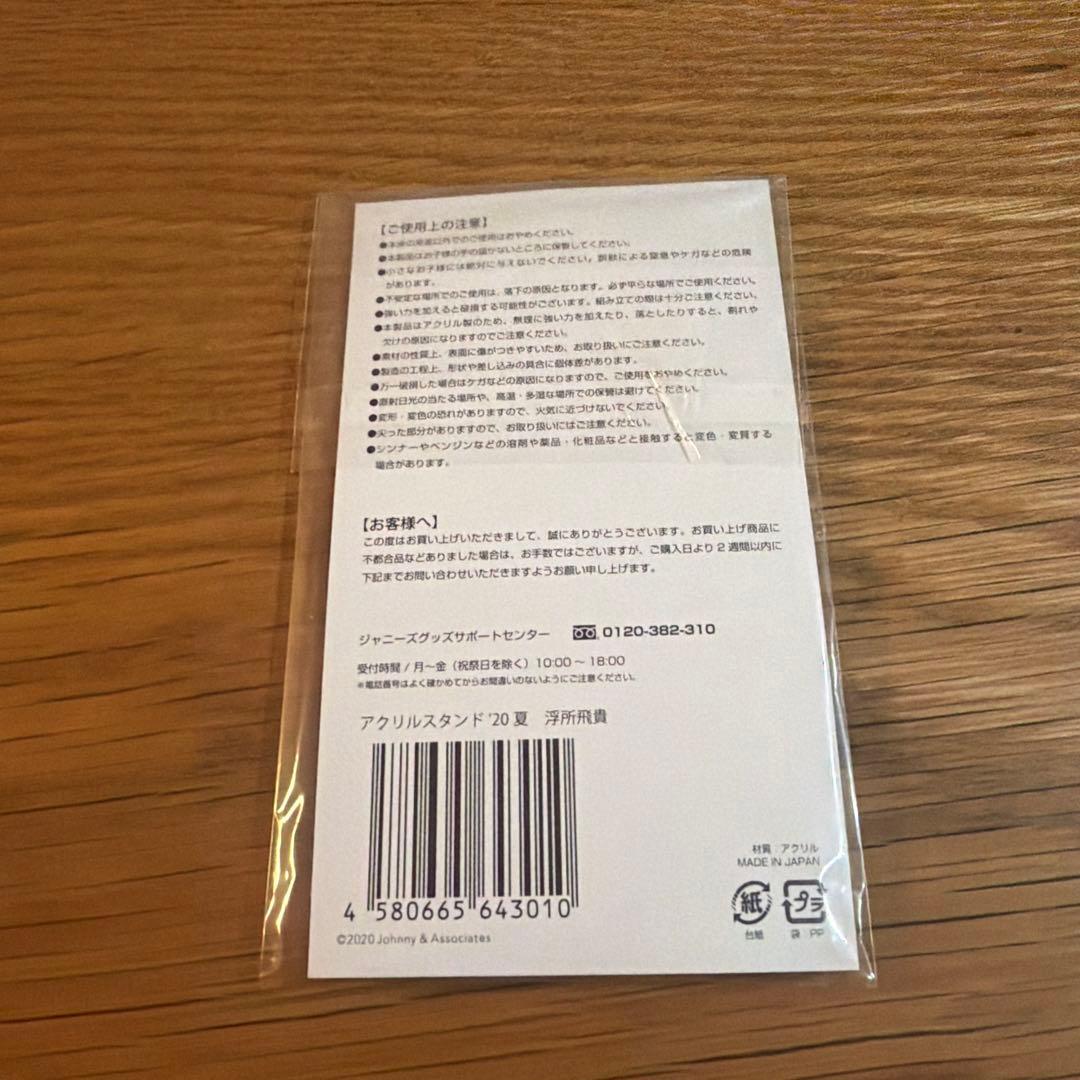 【ご使用上の注意】
●本来の用途以外でのご使用はおやめください。
●本製品はお子様の手の届かないところに保管してください。
●小さなお子様には絶対に与えないでください。誤飲による窒息やケガなどの危険
があります。
●不安定な場所でのご使用は、落下の原因となります。必ず平らな場所でご使用ください。
●強い力を加えると破損する可能性がございます。組み立ての際は十分ご注意ください。
●本製品はアクリル製のため、無理に強い力を加えたり、落としたりすると、割れや
欠けの原因になりますのでご注意ください。
●素材の性質上、表面に傷がつきやすいため、お取り扱いにご注意ください。
●製造の工程上、形状や差し込みの具合に個体差があります。
●万一破損した場合はケガなどの原因になりますので、ご使用をおやめください。
●直射日光の当たる場所や、高温・多湿な場所での保管は避けてください。
●変形・変色の恐れがありますので、火気に近づけないでください。
●尖った部分がありますので、お取り扱いにはご注意ください。
●シンナーやベンジンなどの溶剤や薬品・化粧品などと接触すると変色・変質する
場合があります。
【お客様へ】
この度はお買い上げいただきまして、誠にありがとうございます。お買い上げ商品に
不都合品などありました場合は、お手数ではございますが、ご購入日より2週間以内に
下記までお問い合わせいただきますようお願い申し上げます。
ジャニーズグッズサポートセンター 0120-382-310
受付時間/月～金（祝祭日を除く）10:00～18:00
※電話番号はよく確かめてからお間違いのないようにご注意ください。
アクリルスタンド '20夏 浮所飛貴
4 580665 643010
©2020 Johnny & Associates
材質：アクリル
MADE IN JAPAN
紙 プラ
台紙 袋：PP